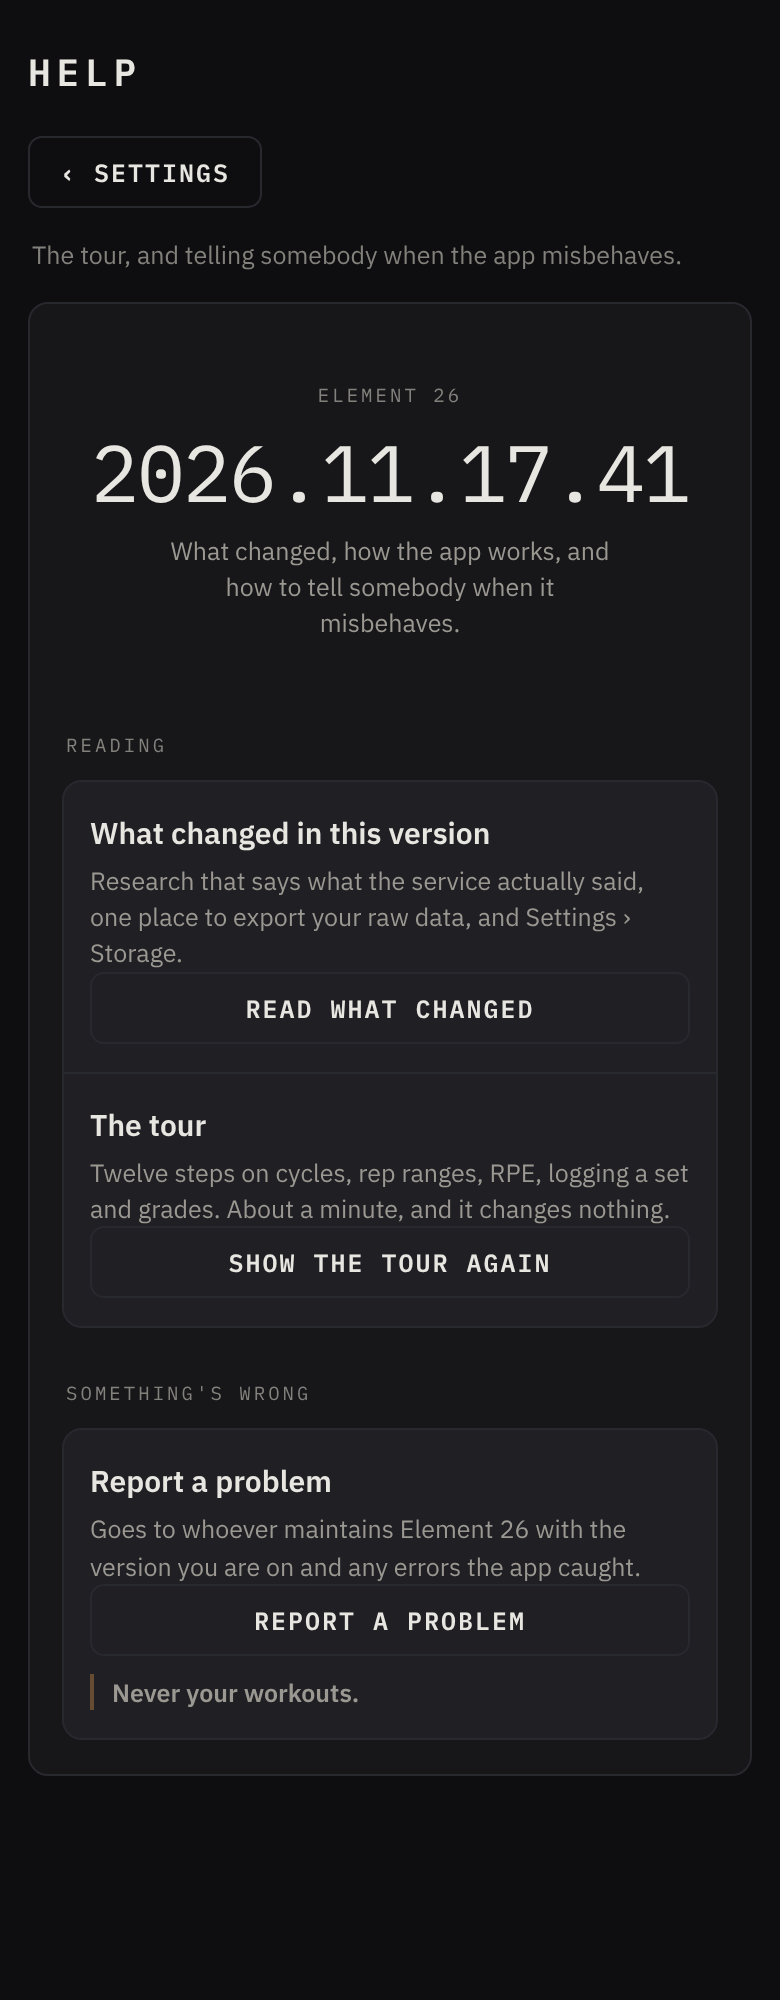 HELP
‹ SETTINGS
The tour, and telling somebody when the app misbehaves.
ELEMENT 26
2026.11.17.41
What changed, how the app works, and
how to tell somebody when it
misbehaves.
READING
What changed in this version
Research that says what the service actually said,
one place to export your raw data, and Settings ›
Storage.
READ WHAT CHANGED
The tour
Twelve steps on cycles, rep ranges, RPE, logging a set
and grades. About a minute, and it changes nothing.
SHOW THE TOUR AGAIN
SOMETHING'S WRONG
Report a problem
Goes to whoever maintains Element 26 with the
version you are on and any errors the app caught.
REPORT A PROBLEM
Never your workouts.